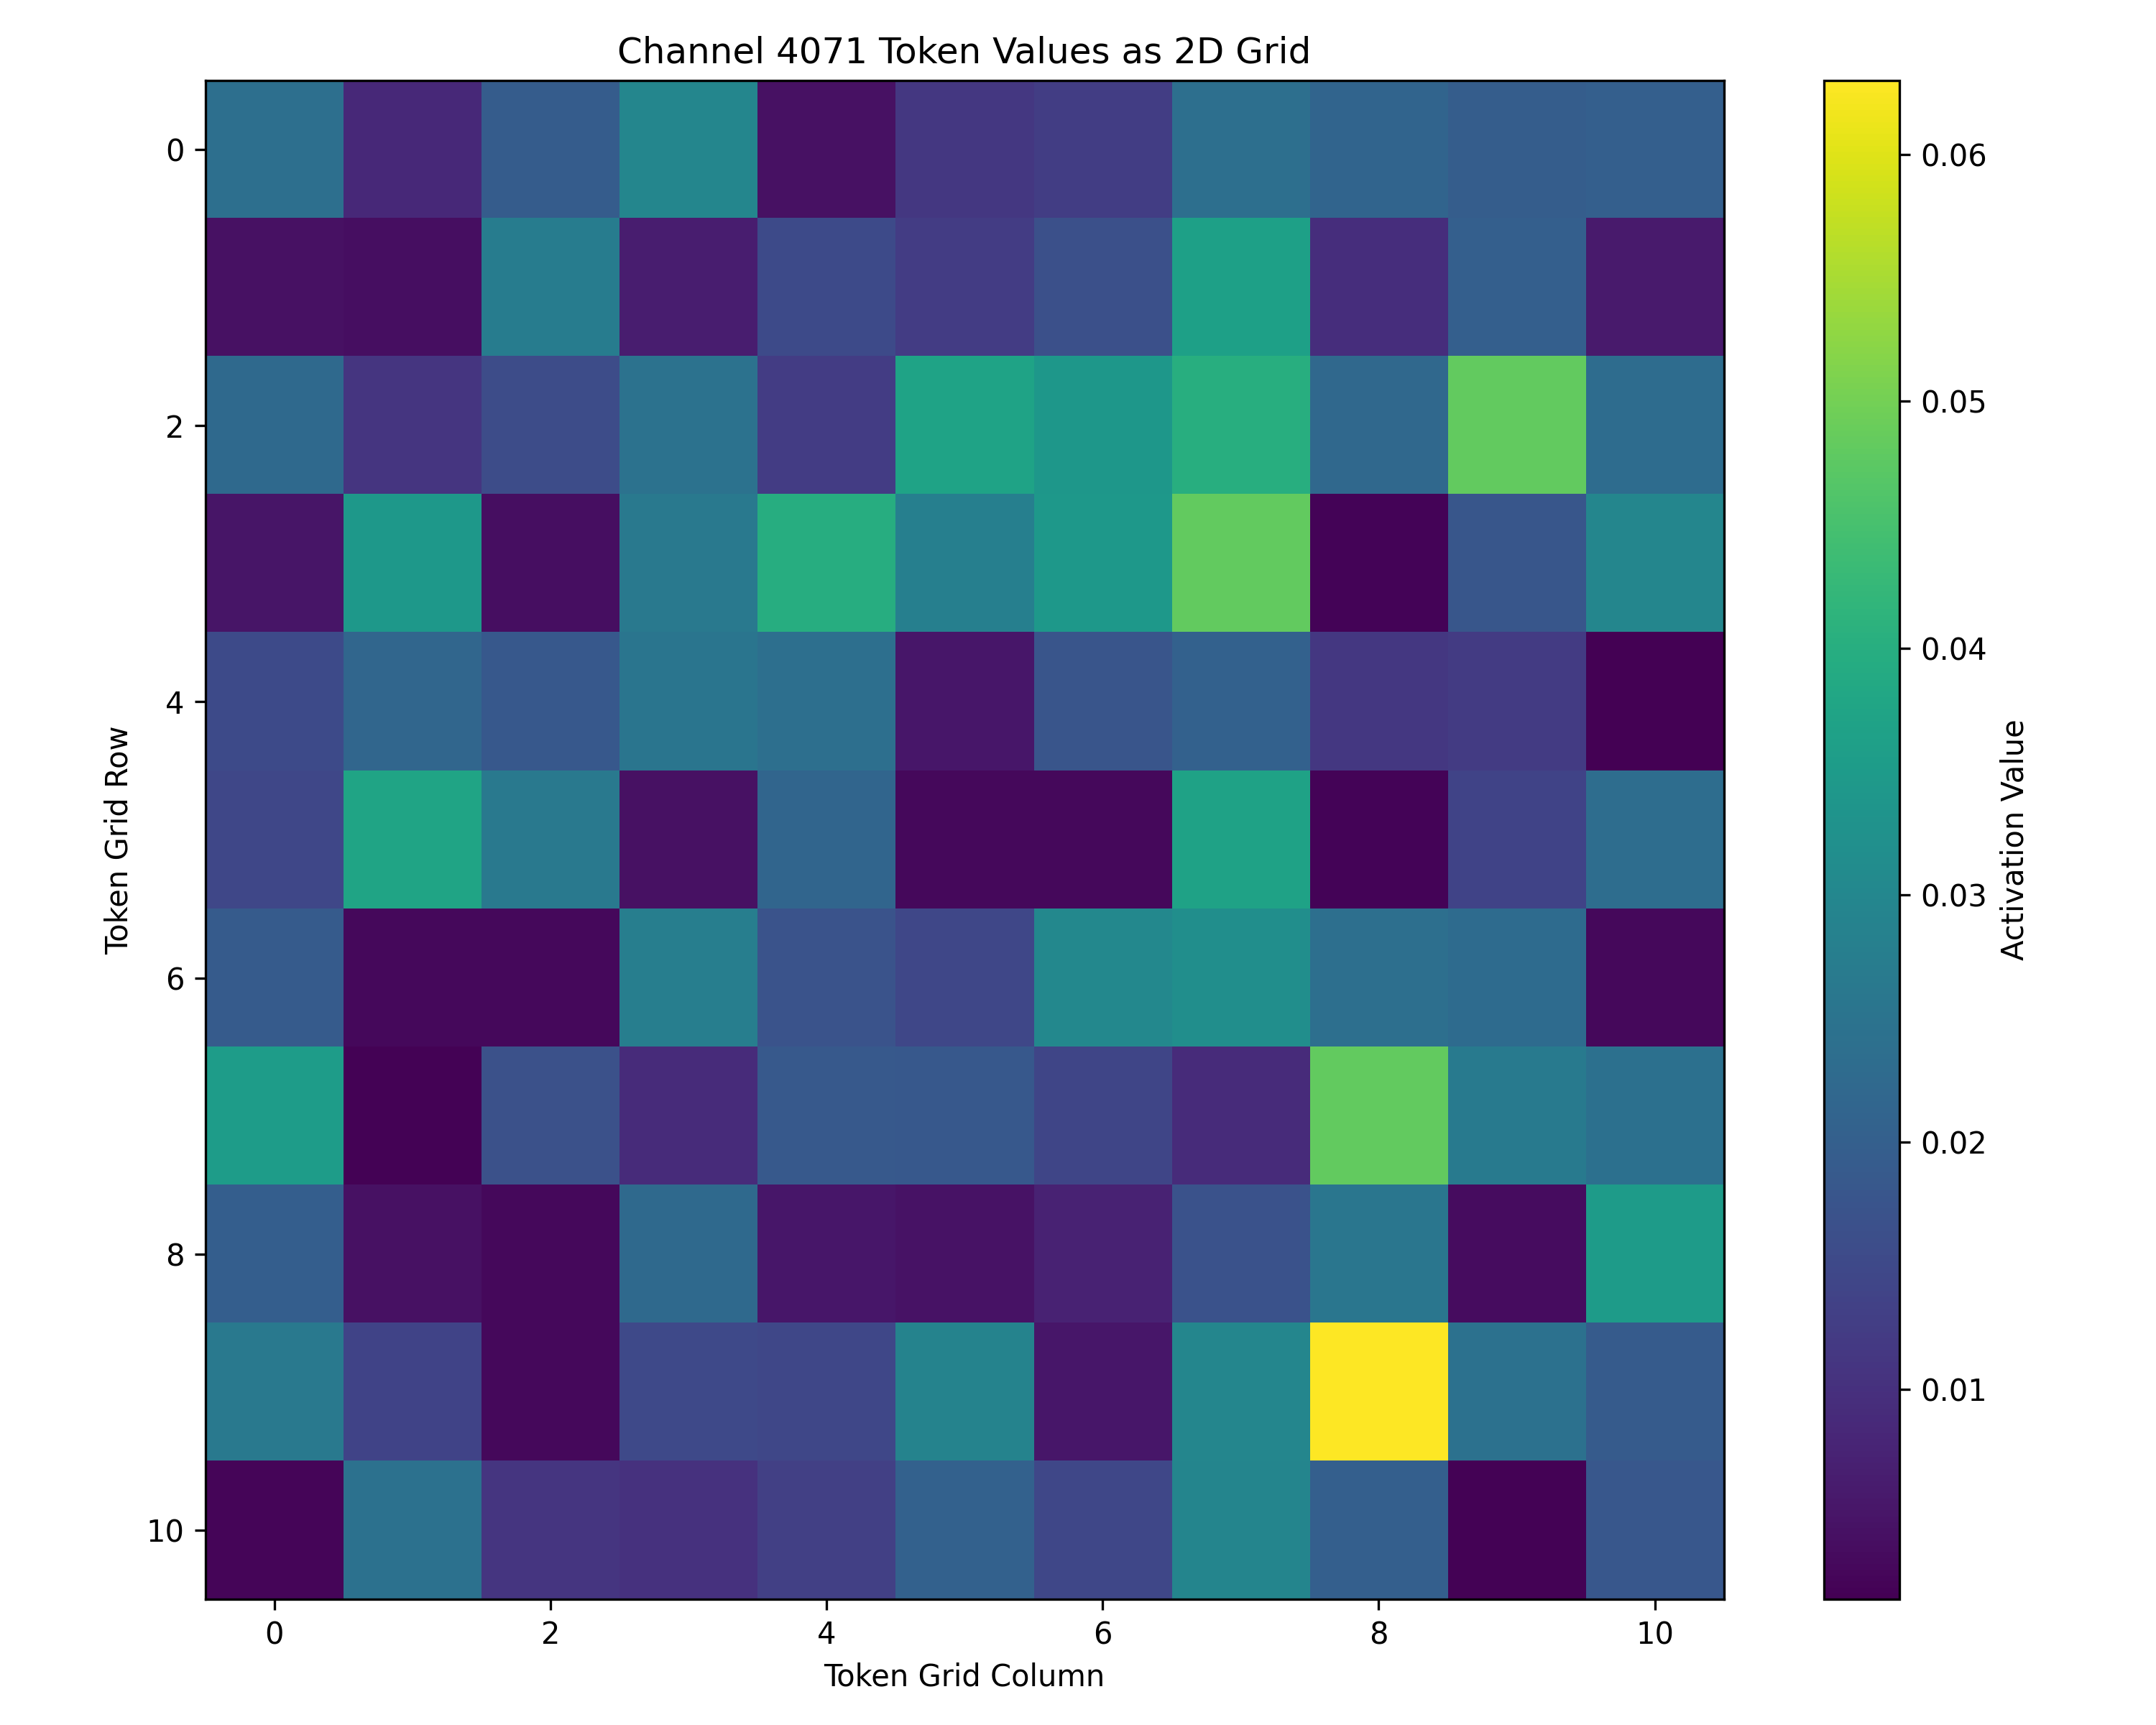 Channel 4071 Token Values as 2D Grid
0
2
4
6
8
10
Token Grid Row
0 2 4 6 8 10
Token Grid Column
0.06
0.05
0.04
0.03
0.02
0.01
Activation Value